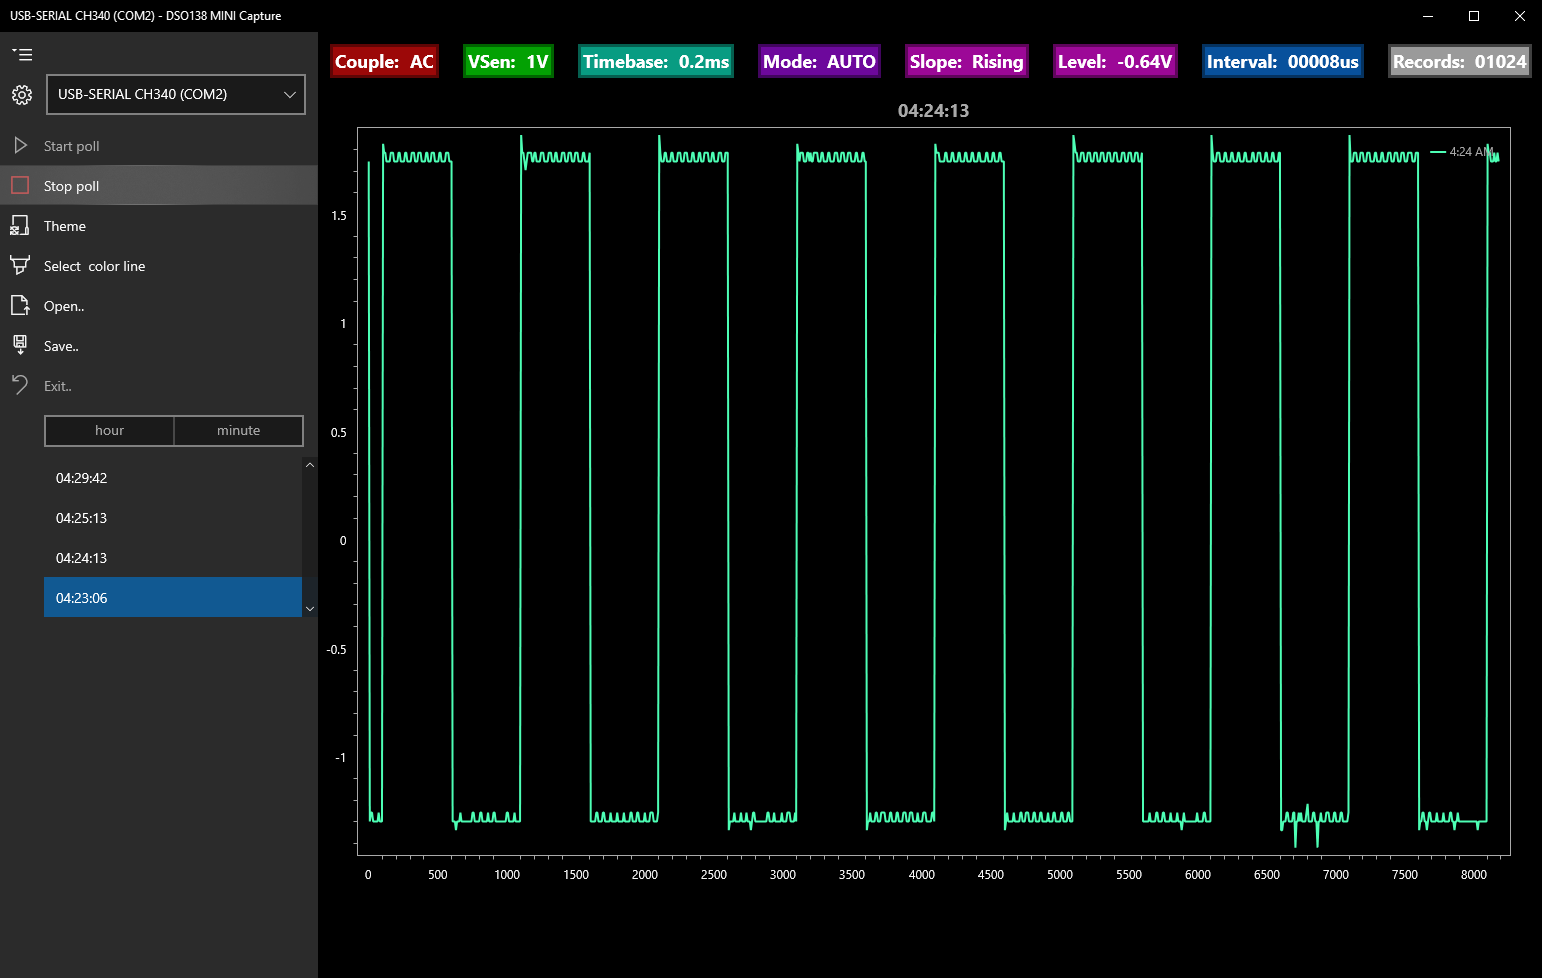 USB-SERIAL CH340 (COM2) - DSO138 MINI Capture
USB-SERIAL CH340 (COM2)
Start poll
Stop poll
Theme
Select color line
Open..
Save..
Exit..
hour minute
04:29:42
04:25:13
04:24:13
04:23:06
Couple: AC VSen: 1V Timebase: 0.2ms Mode: AUTO Slope: Rising Level: -0.64V Interval: 00008us Records: 01024
04:24:13
4:24 AM
1.5
1
0.5
0
-0.5
-1
0 500 1000 1500 2000 2500 3000 3500 4000 4500 5000 5500 6000 6500 7000 7500 8000